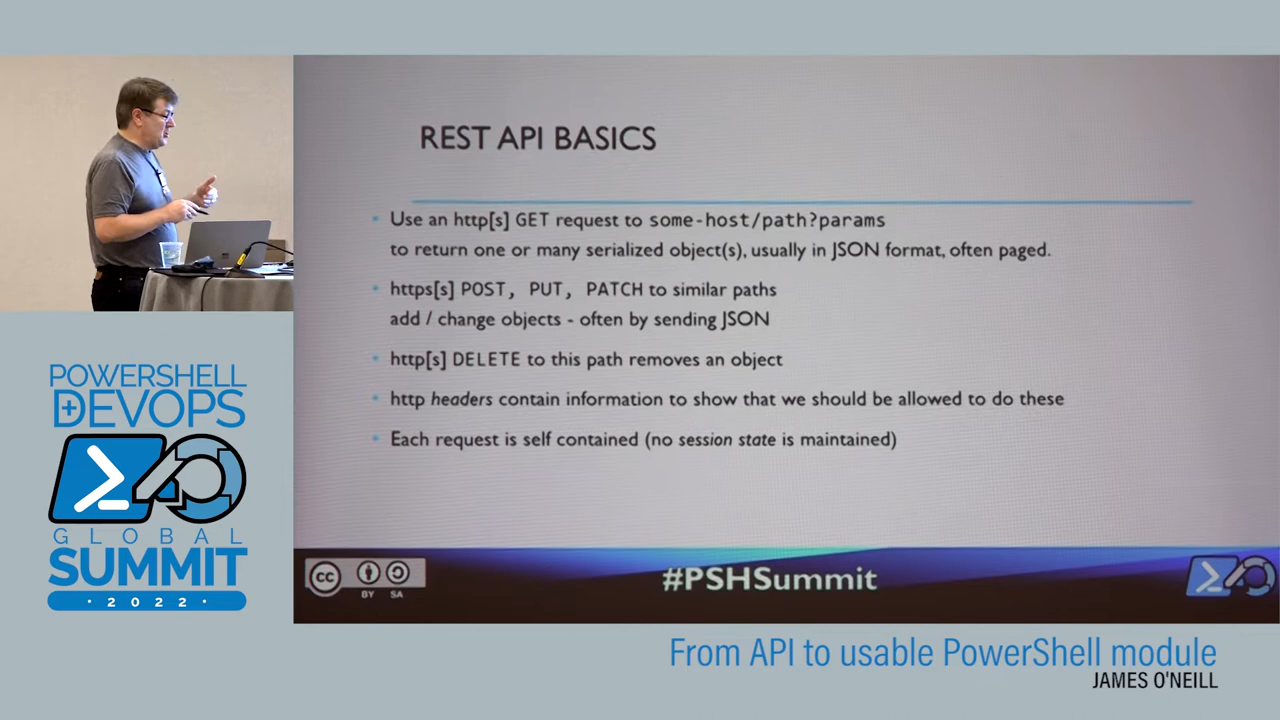 REST API BASICS
Use an http[s] GET request to some-host/path?params
to return one or many serialized object(s), usually in JSON format, often paged.
https[s] POST, PUT, PATCH to similar paths
add / change objects - often by sending JSON
http[s] DELETE to this path removes an object
http headers contain information to show that we should be allowed to do these
Each request is self contained (no session state is maintained)
cc
BY SA
#PSHSummit
POWERSHELL
+DEVOPS
GLOBAL
SUMMIT
· 2022 ·
From API to usable PowerShell module
JAMES O'NEILL